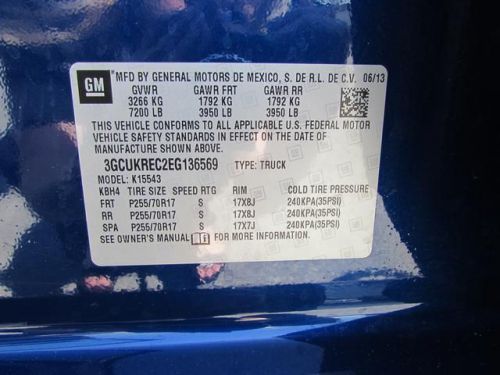 GM MFD BY GENERAL MOTORS DE MEXICO, S. DE R.L. DE C.V. 06/13
GVWR GAWR FRT GAWR RR
3266 KG 1792 KG 1792 KG
7200 LB 3950 LB 3950 LB
THIS VEHICLE CONFORMS TO ALL APPLICABLE U.S. FEDERAL MOTOR
VEHICLE SAFETY STANDARDS IN EFFECT ON THE DATE OF
MANUFACTURE SHOWN ABOVE.
3GCUKREC2EG136569 TYPE: TRUCK
MODEL: K15543
KBH4 TIRE SIZE SPEED RTG RIM COLD TIRE PRESSURE
FRT P255/70R17 S 17X8J 240KPA(35PSI)
RR P255/70R17 S 17X8J 240KPA(35PSI)
SPA P255/70R17 S 17X7J 240KPA(35PSI)
SEE OWNER'S MANUAL